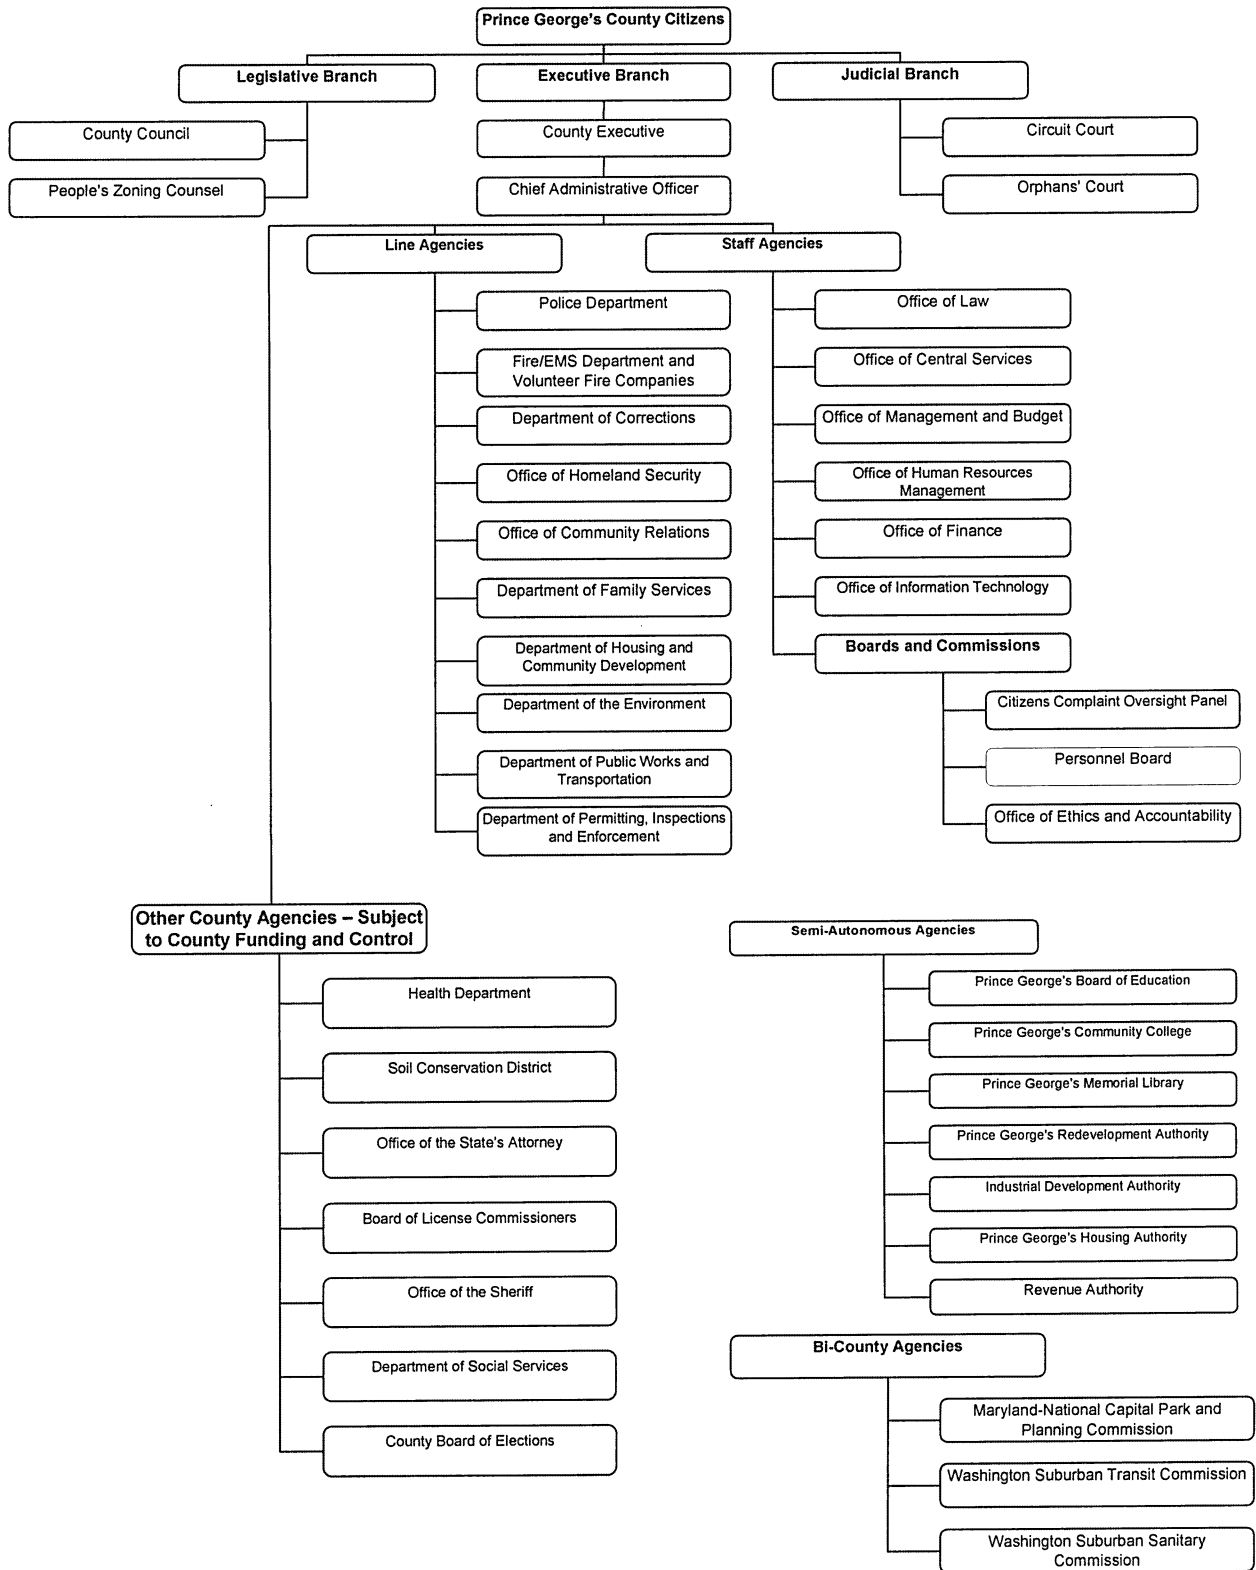 Prince George's County Citizens
Legislative Branch
Executive Branch
Judicial Branch
County Council
County Executive
Circuit Court
People's Zoning Counsel
Chief Administrative Officer
Orphans' Court
Line Agencies
Staff Agencies
Police Department
Fire/EMS Department and
Volunteer Fire Companies
Department of Corrections
Office of Homeland Security
Office of Community Relations
Department of Family Services
Department of Housing and
Community Development
Department of the Environment
Department of Public Works and
Transportation
Department of Permitting, Inspections
and Enforcement
Office of Law
Office of Central Services
Office of Management and Budget
Office of Human Resources
Management
Office of Finance
Office of Information Technology
Boards and Commissions
Citizens Complaint Oversight Panel
Personnel Board
Office of Ethics and Accountability
Other County Agencies – Subject
to County Funding and Control
Health Department
Soil Conservation District
Office of the State's Attorney
Board of License Commissioners
Office of the Sheriff
Department of Social Services
County Board of Elections
Semi-Autonomous Agencies
Prince George's Board of Education
Prince George's Community College
Prince George's Memorial Library
Prince George's Redevelopment Authority
Industrial Development Authority
Prince George's Housing Authority
Revenue Authority
Bi-County Agencies
Maryland-National Capital Park and
Planning Commission
Washington Suburban Transit Commission
Washington Suburban Sanitary
Commission